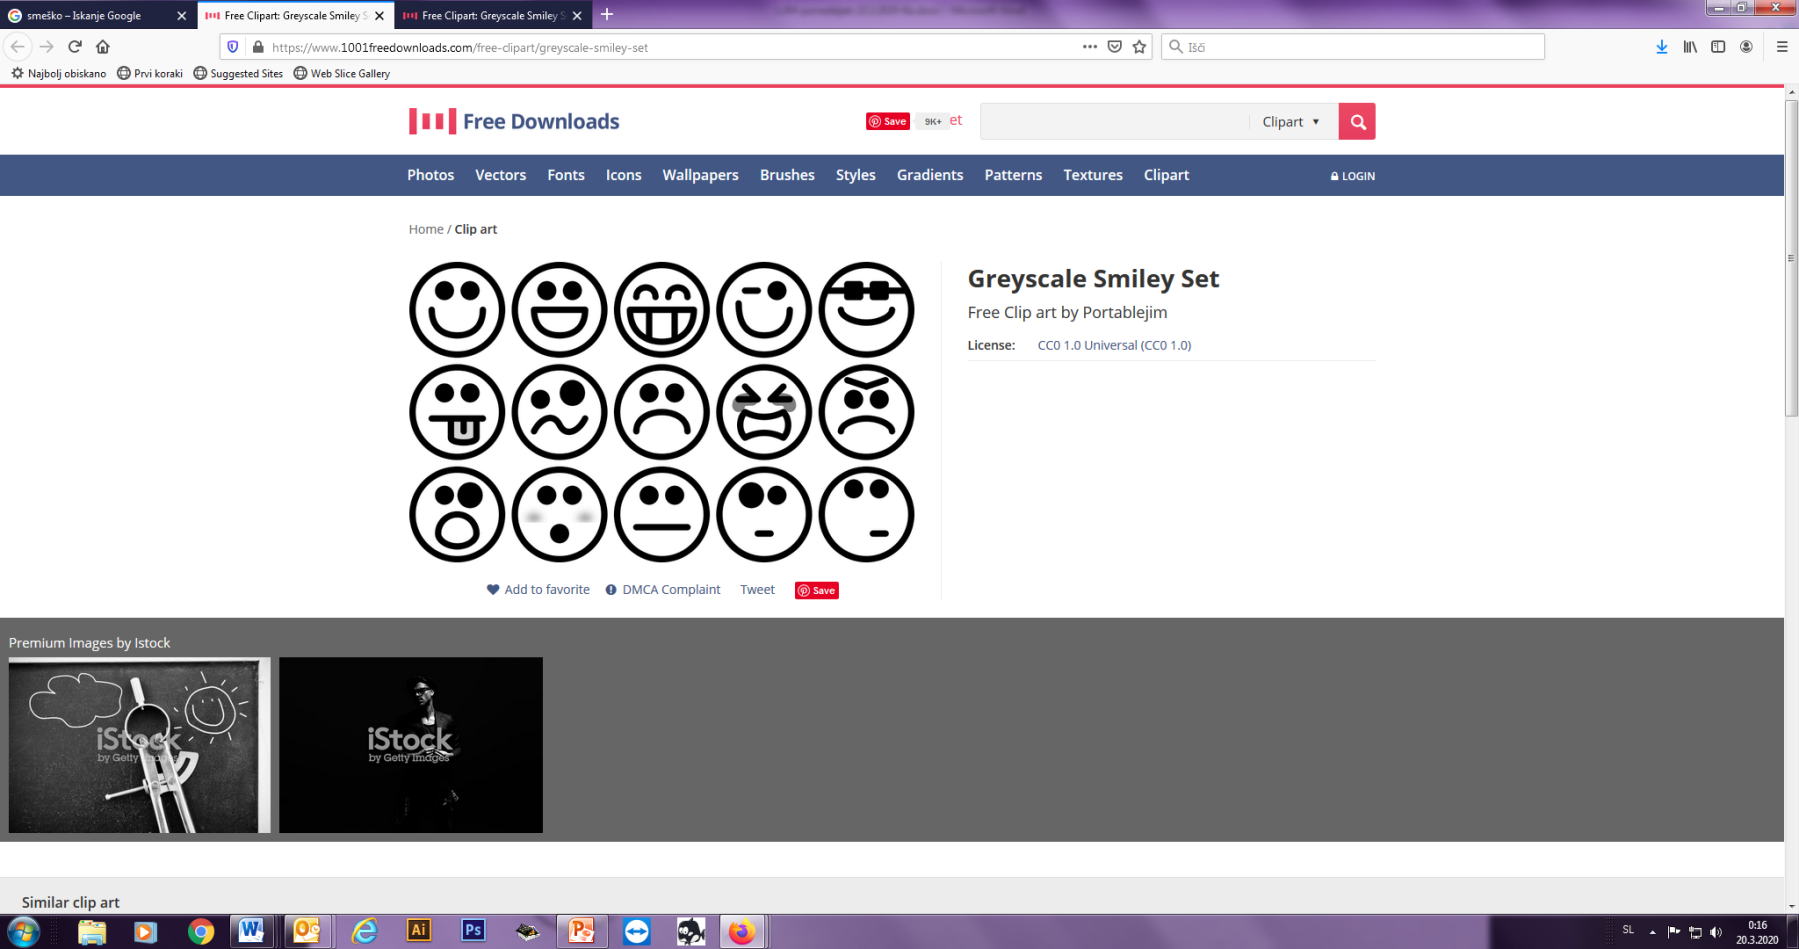 smeško – Iskanje Google
Free Clipart: Greyscale Smiley S
Free Clipart: Greyscale Smiley S
https://www.1001freedownloads.com/free-clipart/greyscale-smiley-set
Išči
Najbolj obiskano
Prvi koraki
Suggested Sites
Web Slice Gallery
Free Downloads
Save
9K+
et
Clipart
Photos
Vectors
Fonts
Icons
Wallpapers
Brushes
Styles
Gradients
Patterns
Textures
Clipart
LOGIN
Home / Clip art
Greyscale Smiley Set
Free Clip art by Portablejim
License: CC0 1.0 Universal (CC0 1.0)
Add to favorite
DMCA Complaint
Tweet
Save
Premium Images by Istock
iStock
by Getty Images
iStock
by Getty Images
Similar clip art
Ai
Ps
SL
0:16
20.3.2020